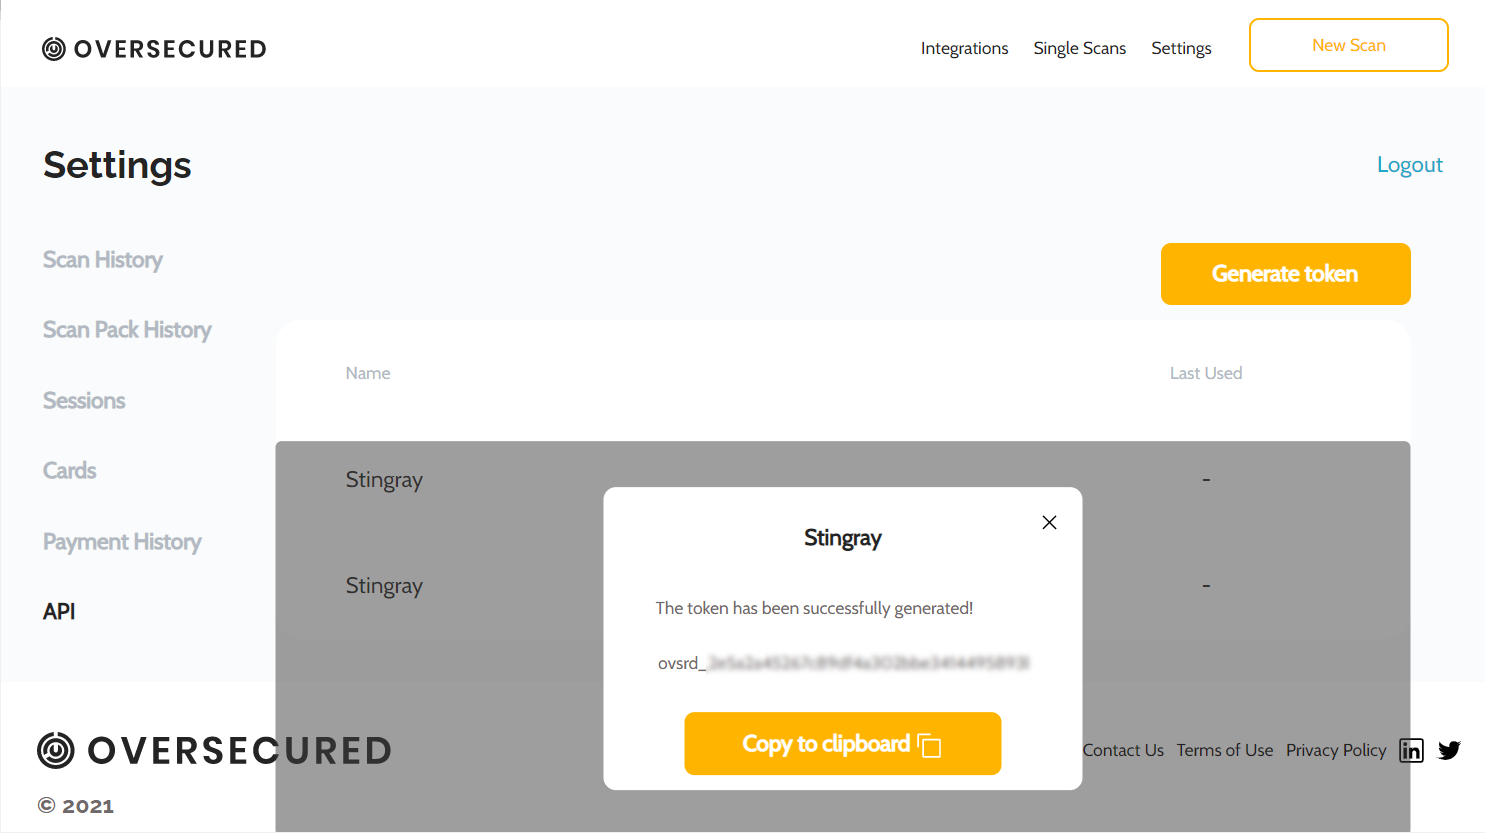 OVERSECURED
Integrations Single Scans Settings New Scan
Settings
Logout
Scan History
Generate token
Scan Pack History
Name Last Used
Sessions
Cards
Stingray -
Stingray
Payment History
Stingray -
The token has been successfully generated!
API
ovsrd_
Copy to clipboard
OVERSECURED
Contact Us Terms of Use Privacy Policy in
© 2021